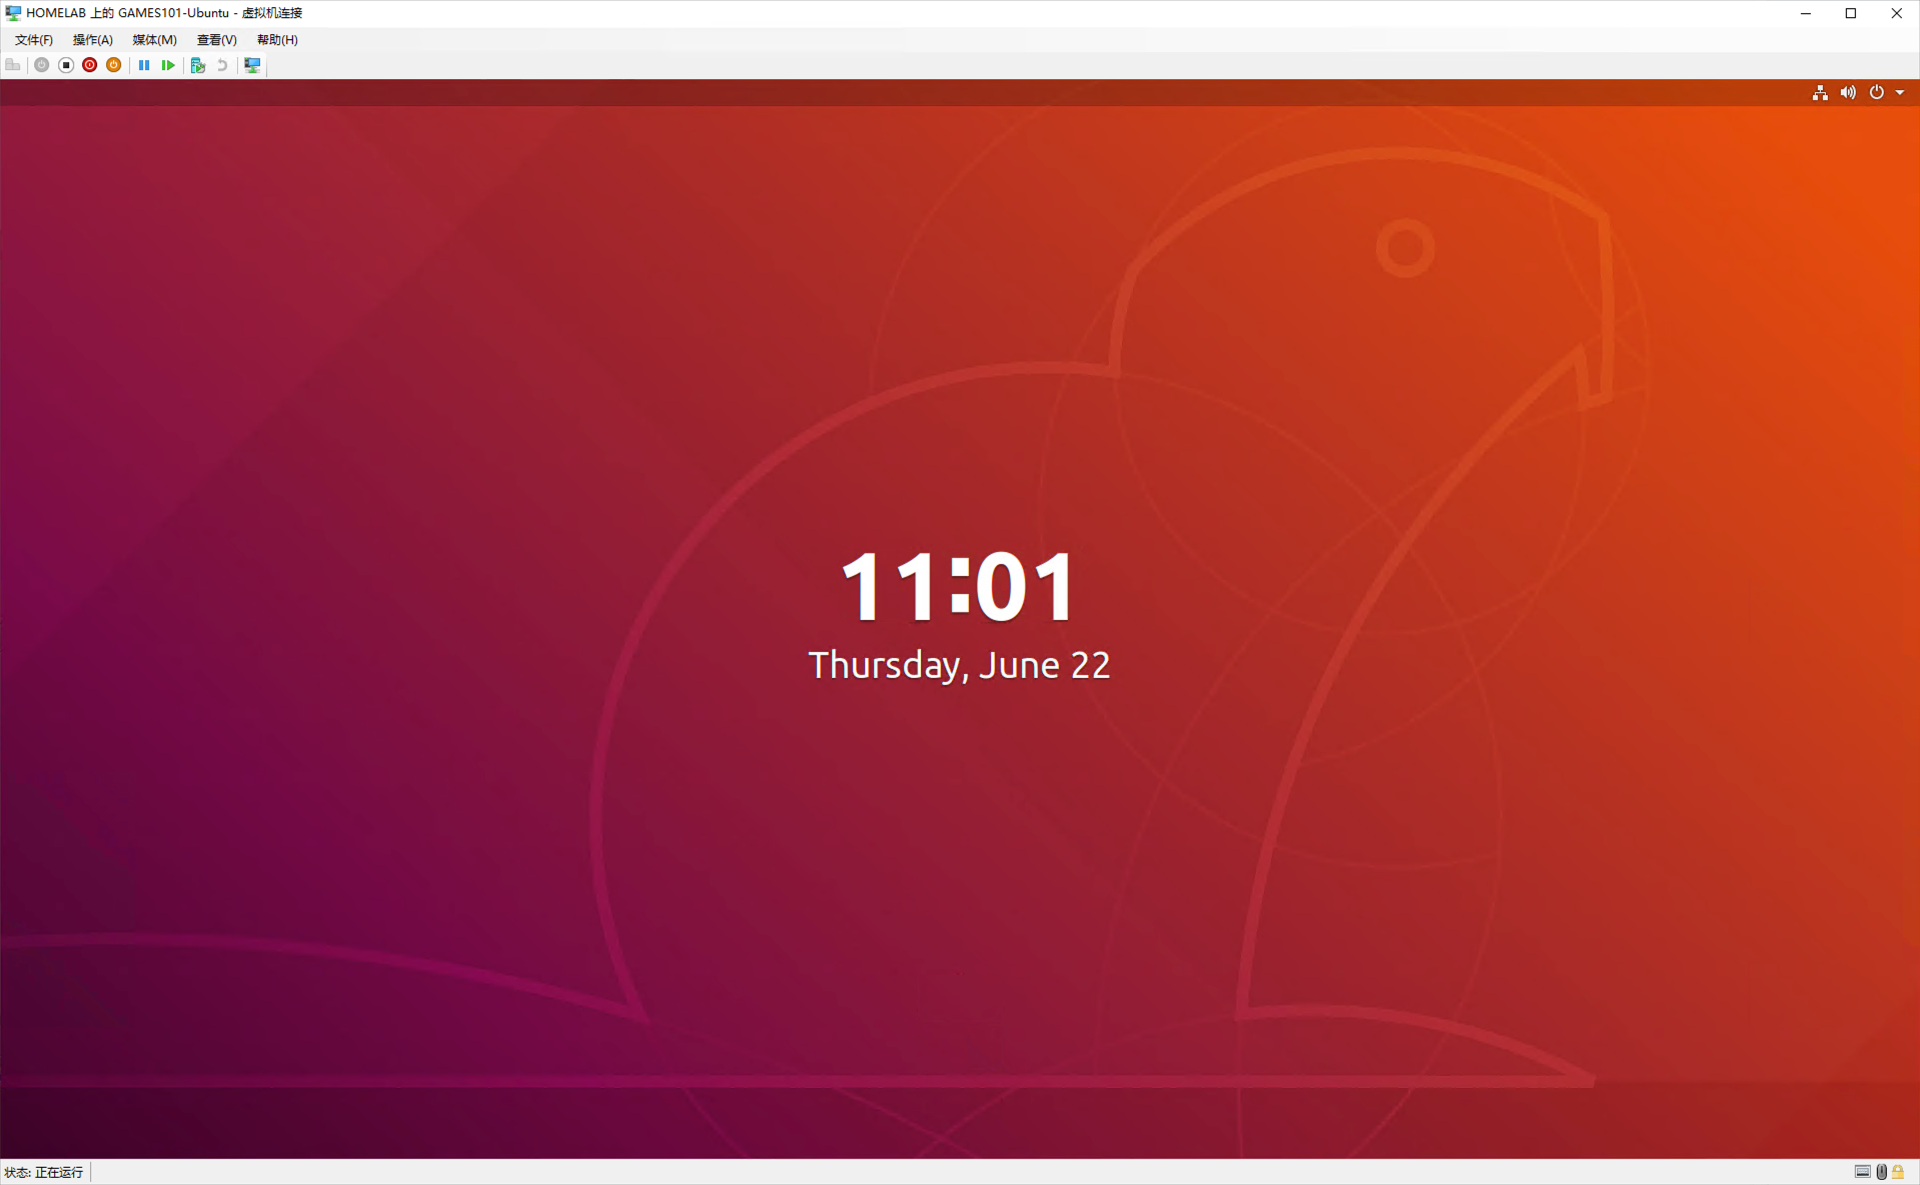 HOMELAB 上的 GAMES101-Ubuntu - 虚拟机连接
文件(F) 操作(A) 媒体(M) 查看(V) 帮助(H)
11:01
Thursday, June 22
状态: 正在运行